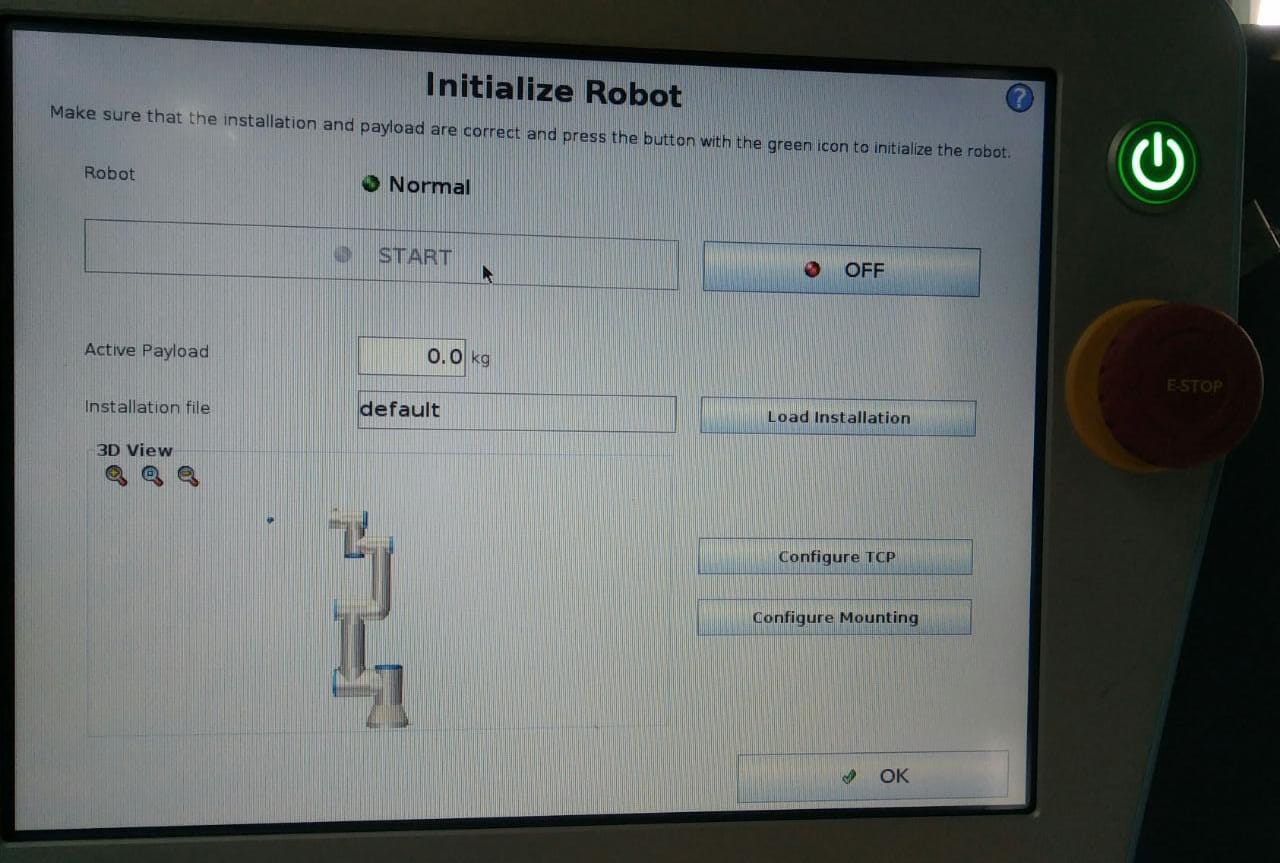 Initialize Robot
?
Make sure that the installation and payload are correct and press the button with the green icon to initialize the robot.
Robot
Normal
START
OFF
Active Payload
0.0 kg
Installation file
default
Load Installation
3D View
Configure TCP
Configure Mounting
OK
E-STOP